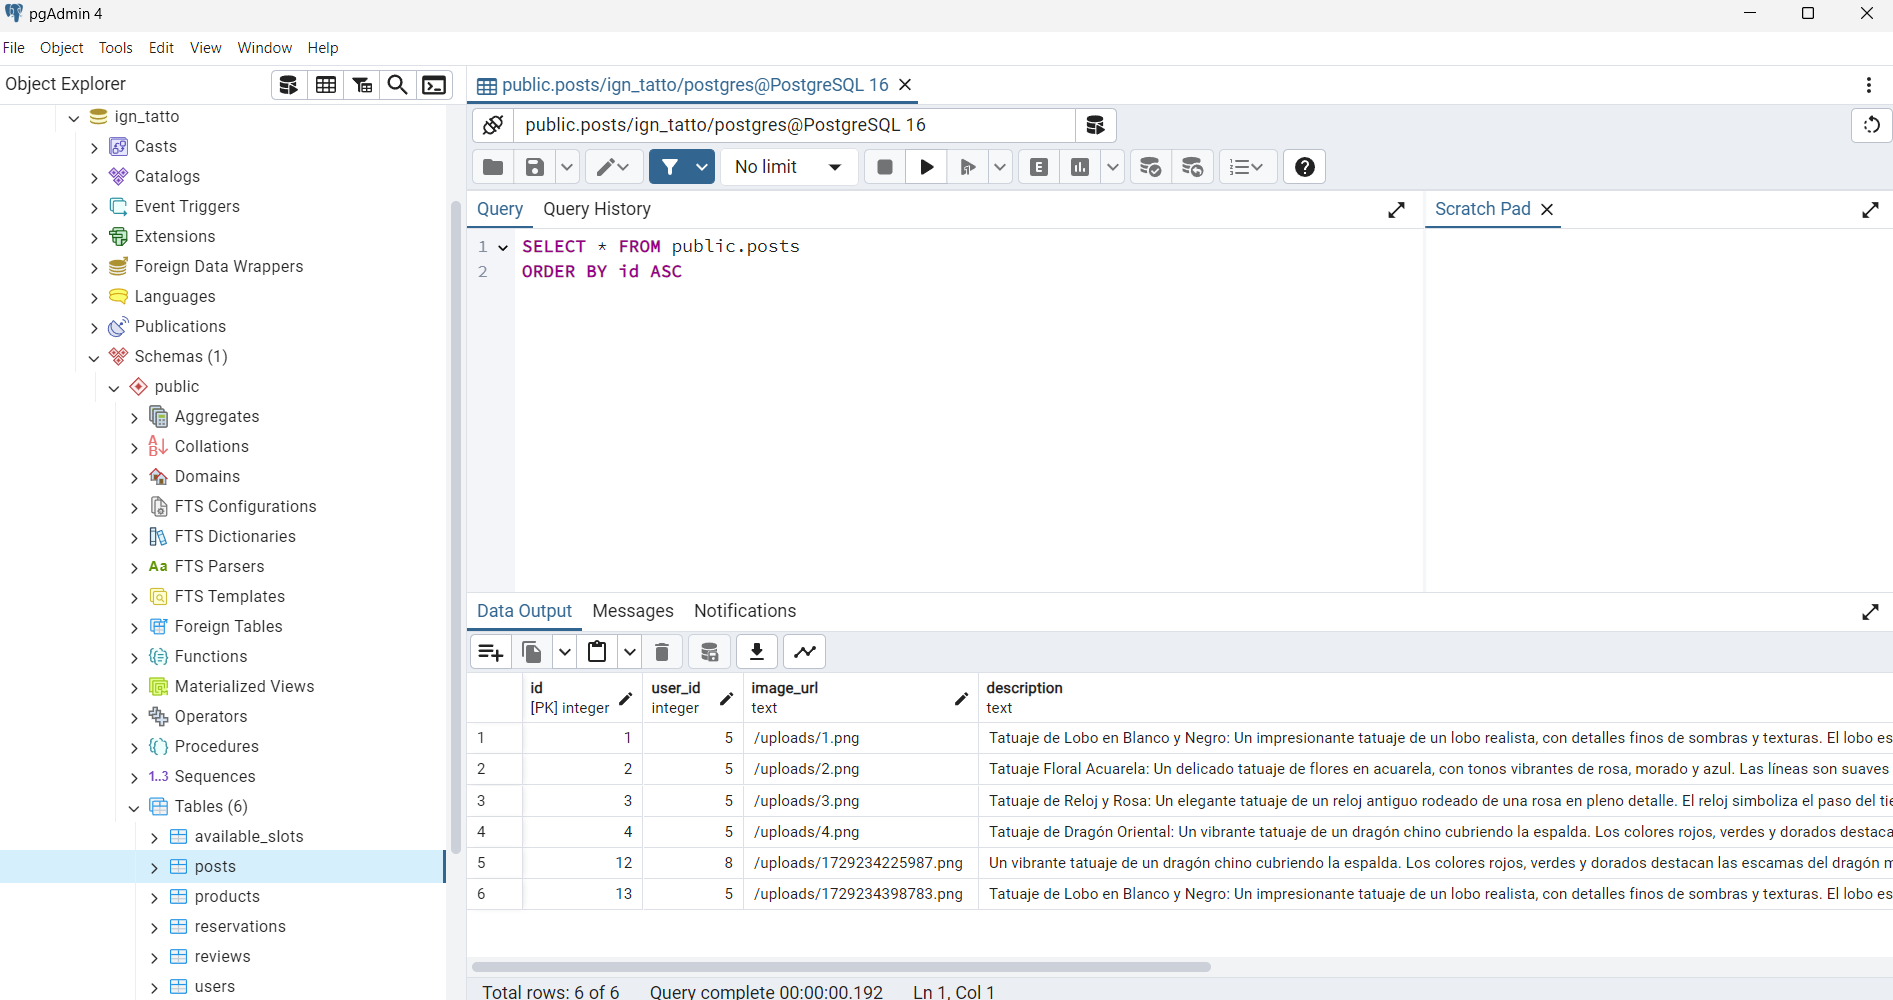 pgAdmin 4
File Object Tools Edit View Window Help
Object Explorer
ign_tatto
Casts
Catalogs
Event Triggers
Extensions
Foreign Data Wrappers
Languages
Publications
Schemas (1)
public
Aggregates
Collations
Domains
FTS Configurations
FTS Dictionaries
Aa FTS Parsers
FTS Templates
Foreign Tables
Functions
Materialized Views
Operators
Procedures
1..3 Sequences
Tables (6)
available_slots
posts
products
reservations
reviews
users
public.posts/ign_tatto/postgres@PostgreSQL 16
public.posts/ign_tatto/postgres@PostgreSQL 16
No limit
E
Query Query History
Scratch Pad
1 SELECT * FROM public.posts
2 ORDER BY id ASC
Data Output Messages Notifications
id user_id image_url description
[PK] integer integer text text
1 1 5 /uploads/1.png Tatuaje de Lobo en Blanco y Negro: Un impresionante tatuaje de un lobo realista, con detalles finos de sombras y texturas. El lobo es
2 2 5 /uploads/2.png Tatuaje Floral Acuarela: Un delicado tatuaje de flores en acuarela, con tonos vibrantes de rosa, morado y azul. Las líneas son suaves
3 3 5 /uploads/3.png Tatuaje de Reloj y Rosa: Un elegante tatuaje de un reloj antiguo rodeado de una rosa en pleno detalle. El reloj simboliza el paso del tie
4 4 5 /uploads/4.png Tatuaje de Dragón Oriental: Un vibrante tatuaje de un dragón chino cubriendo la espalda. Los colores rojos, verdes y dorados destaca
5 12 8 /uploads/1729234225987.png Un vibrante tatuaje de un dragón chino cubriendo la espalda. Los colores rojos, verdes y dorados destacan las escamas del dragón m
6 13 5 /uploads/1729234398783.png Tatuaje de Lobo en Blanco y Negro: Un impresionante tatuaje de un lobo realista, con detalles finos de sombras y texturas. El lobo es
Total rows: 6 of 6 Query complete 00:00:00.192 Ln 1, Col 1